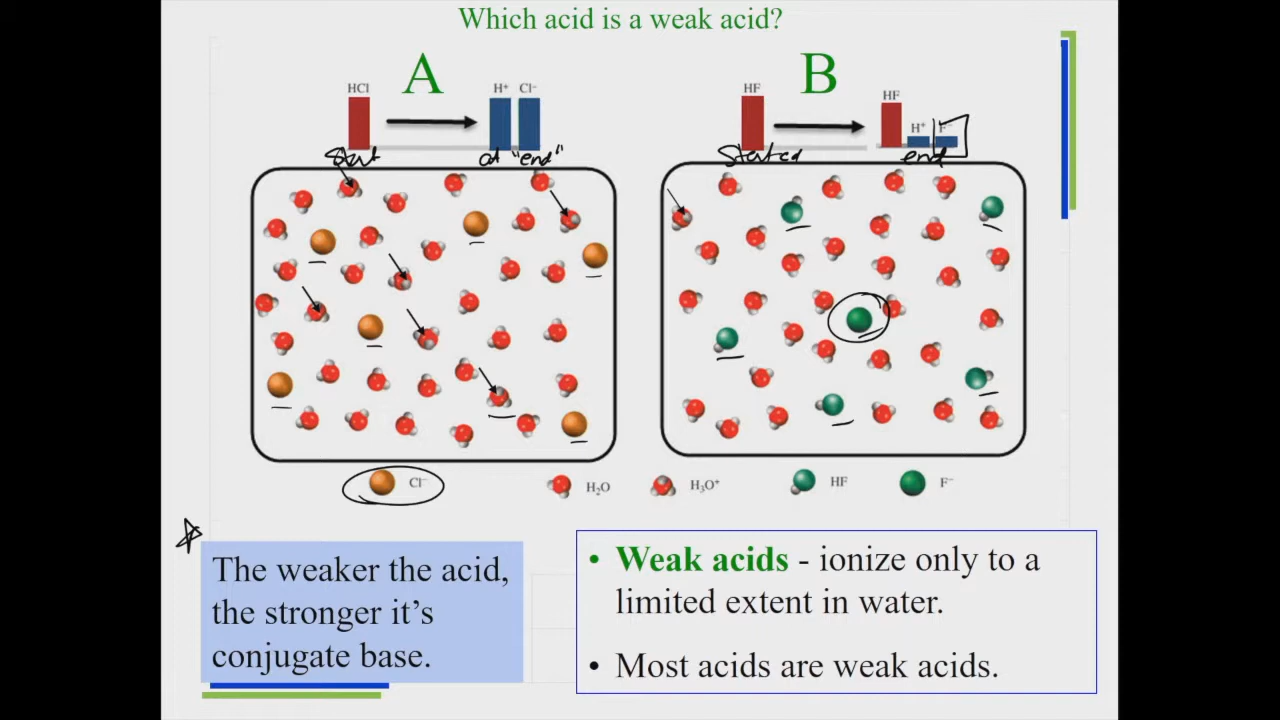 Which acid is a weak acid?
A
B
HCl
H⁺ Cl⁻
HF
HF
H⁺ F⁻
Start
at "end"
Started
end
Cl⁻
H₂O
H₃O⁺
HF
F⁻
The weaker the acid,
the stronger it's
conjugate base.
• Weak acids - ionize only to a
limited extent in water.
• Most acids are weak acids.